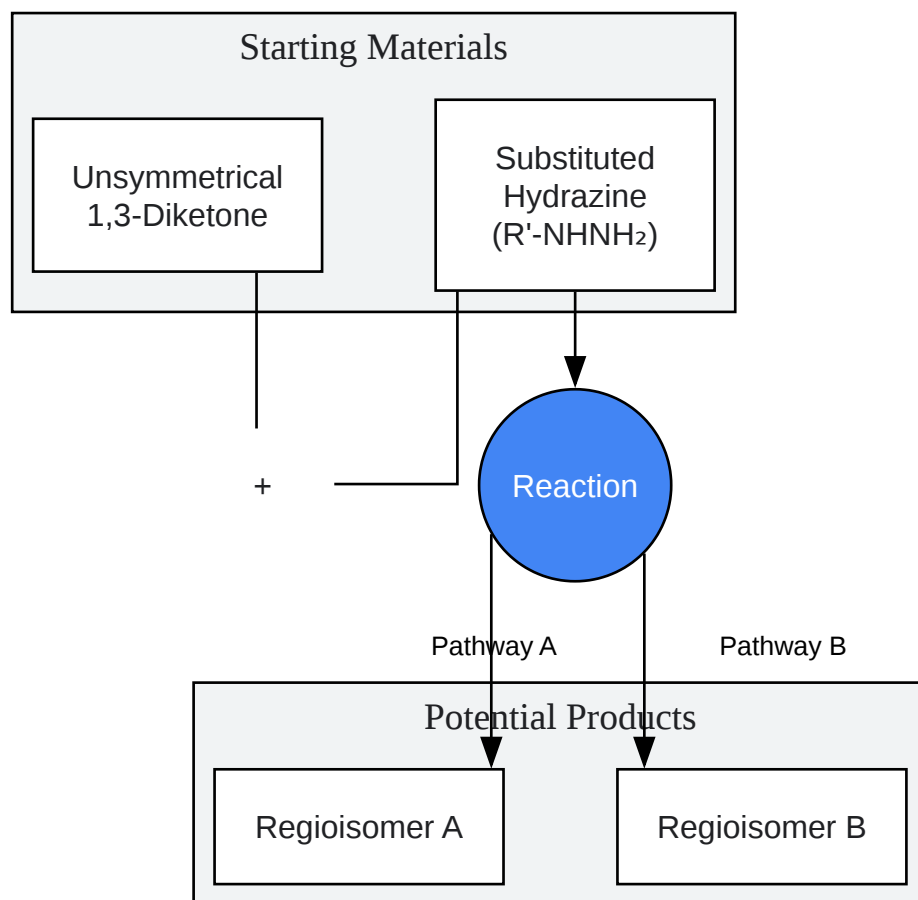 Starting Materials
Unsymmetrical
1,3-Diketone
Substituted
Hydrazine
(R'-NHNH₂)
+
Reaction
Pathway A
Pathway B
Potential Products
Regioisomer A
Regioisomer B